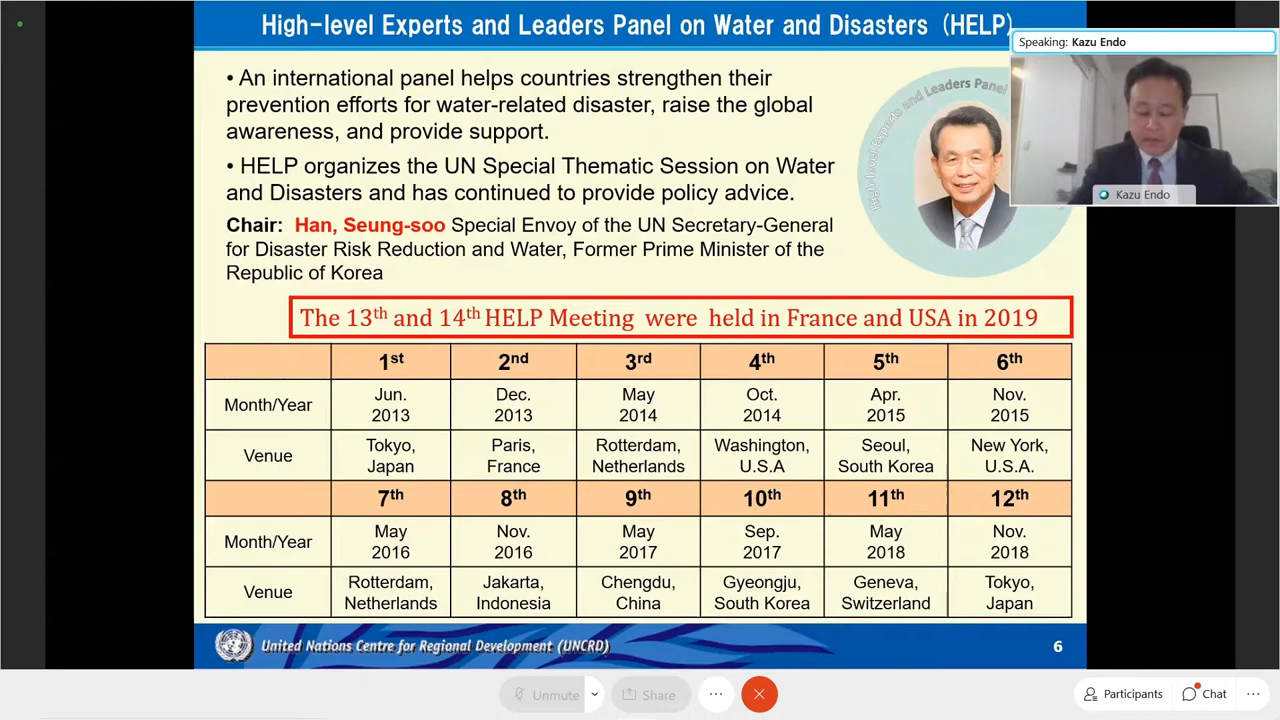 High-level Experts and Leaders Panel on Water and Disasters (HELP)
Speaking: Kazu Endo
• An international panel helps countries strengthen their
prevention efforts for water-related disaster, raise the global
awareness, and provide support.
• HELP organizes the UN Special Thematic Session on Water
and Disasters and has continued to provide policy advice.
Chair: Han, Seung-soo Special Envoy of the UN Secretary-General
for Disaster Risk Reduction and Water, Former Prime Minister of the
Republic of Korea
High-level Experts and Leaders Panel
Kazu Endo
The 13th and 14th HELP Meeting were held in France and USA in 2019
1st 2nd 3rd 4th 5th 6th
Month/Year
Jun. 2013
Dec. 2013
May 2014
Oct. 2014
Apr. 2015
Nov. 2015
Venue
Tokyo, Japan
Paris, France
Rotterdam, Netherlands
Washington, U.S.A
Seoul, South Korea
New York, U.S.A.
7th 8th 9th 10th 11th 12th
Month/Year
May 2016
Nov. 2016
May 2017
Sep. 2017
May 2018
Nov. 2018
Venue
Rotterdam, Netherlands
Jakarta, Indonesia
Chengdu, China
Gyeongju, South Korea
Geneva, Switzerland
Tokyo, Japan
United Nations Centre for Regional Development (UNCRD)
6
Unmute
Share
Participants
Chat